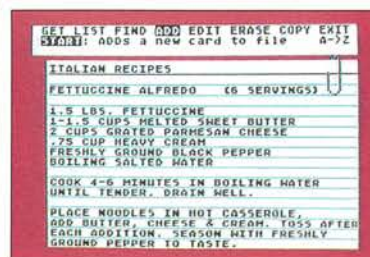 GET LIST FIND ADD EDIT ERASE COPY EXIT
START: ADDs a new card to file A->Z
ITALIAN RECIPES
FETTUCCINE ALFREDO (6 SERVINGS)
1.5 LBS. FETTUCCINE
1-1.5 CUPS MELTED SWEET BUTTER
2 CUPS GRATED PARMESAN CHEESE
.75 CUP HEAVY CREAM
FRESHLY GROUND BLACK PEPPER
BOILING SALTED WATER
COOK 4-6 MINUTES IN BOILING WATER
UNTIL TENDER. DRAIN WELL.
PLACE NOODLES IN HOT CASSEROLE,
ADD BUTTER, CHEESE & CREAM. TOSS AFTER
EACH ADDITION. SEASON WITH FRESHLY
GROUND PEPPER TO TASTE.